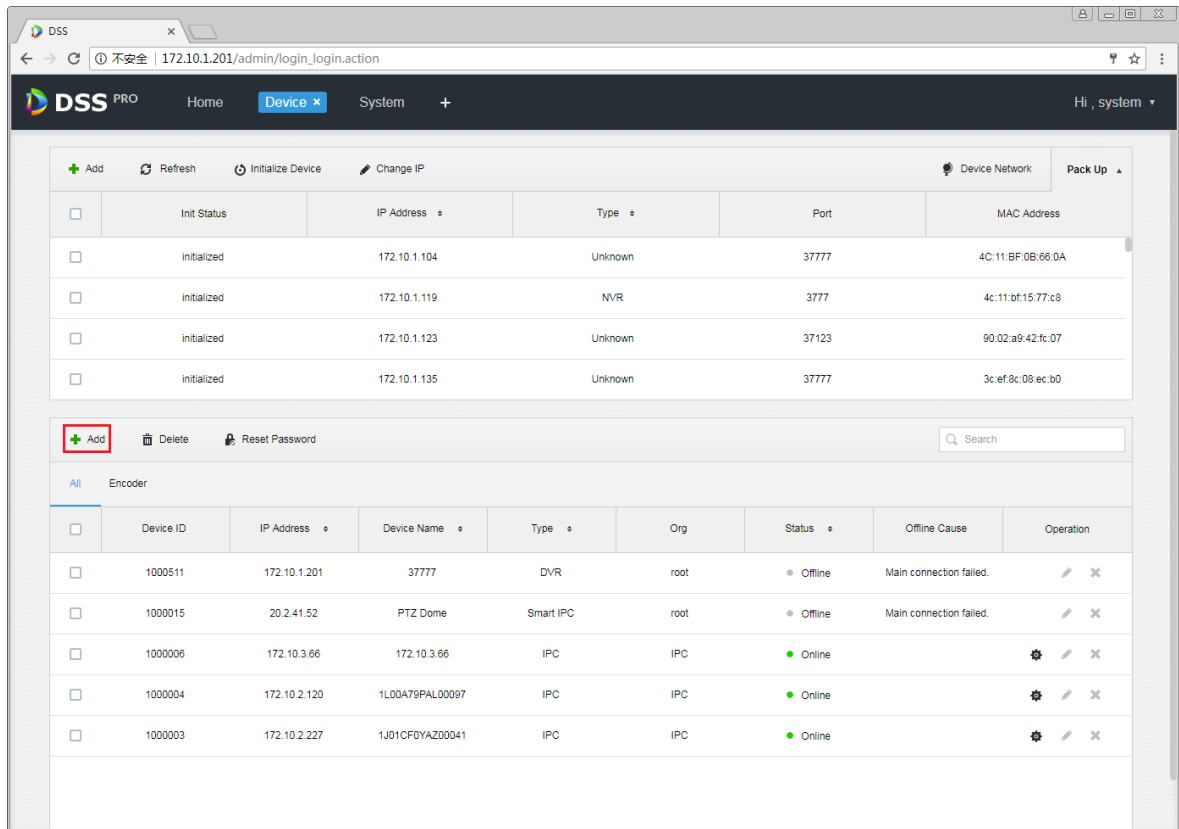 DSS
不安全 | 172.10.1.201/admin/login_login.action
DSS PRO Home Device × System + Hi , system
Add Refresh Initialize Device Change IP Device Network Pack Up
Init Status IP Address Type Port MAC Address
initialized 172.10.1.104 Unknown 37777 4C:11:BF:0B:66:0A
initialized 172.10.1.119 NVR 3777 4c:11:bf:15:77:c8
initialized 172.10.1.123 Unknown 37123 90:02:a9:42:fc:07
initialized 172.10.1.135 Unknown 37777 3c:ef:8c:08:ec:b0
Add Delete Reset Password Search
All Encoder
Device ID IP Address Device Name Type Org Status Offline Cause Operation
1000511 172.10.1.201 37777 DVR root Offline Main connection failed.
1000015 20.2.41.52 PTZ Dome Smart IPC root Offline Main connection failed.
1000006 172.10.3.66 172.10.3.66 IPC IPC Online
1000004 172.10.2.120 1L00A79PAL00097 IPC IPC Online
1000003 172.10.2.227 1J01CF0YAZ00041 IPC IPC Online